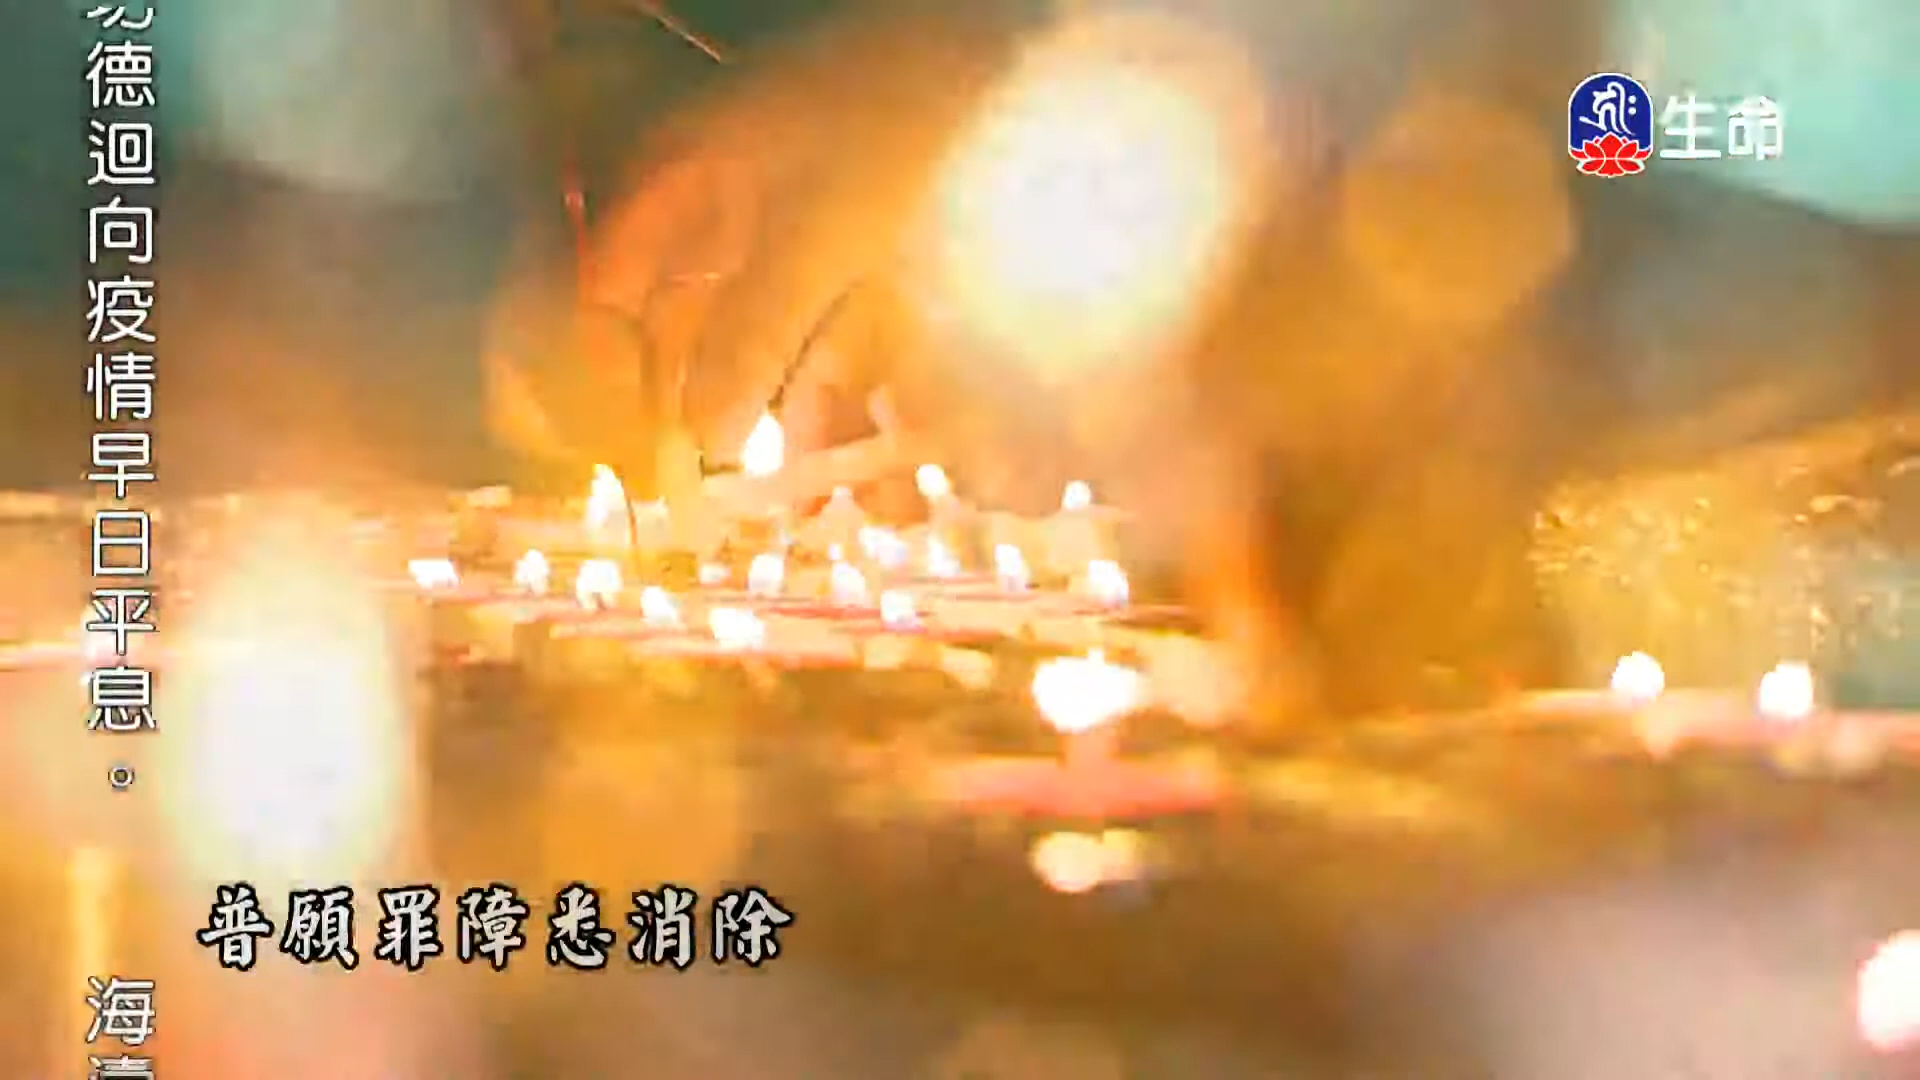 德迴向疫情早日平息。 海
生命
普願罪障悉消除